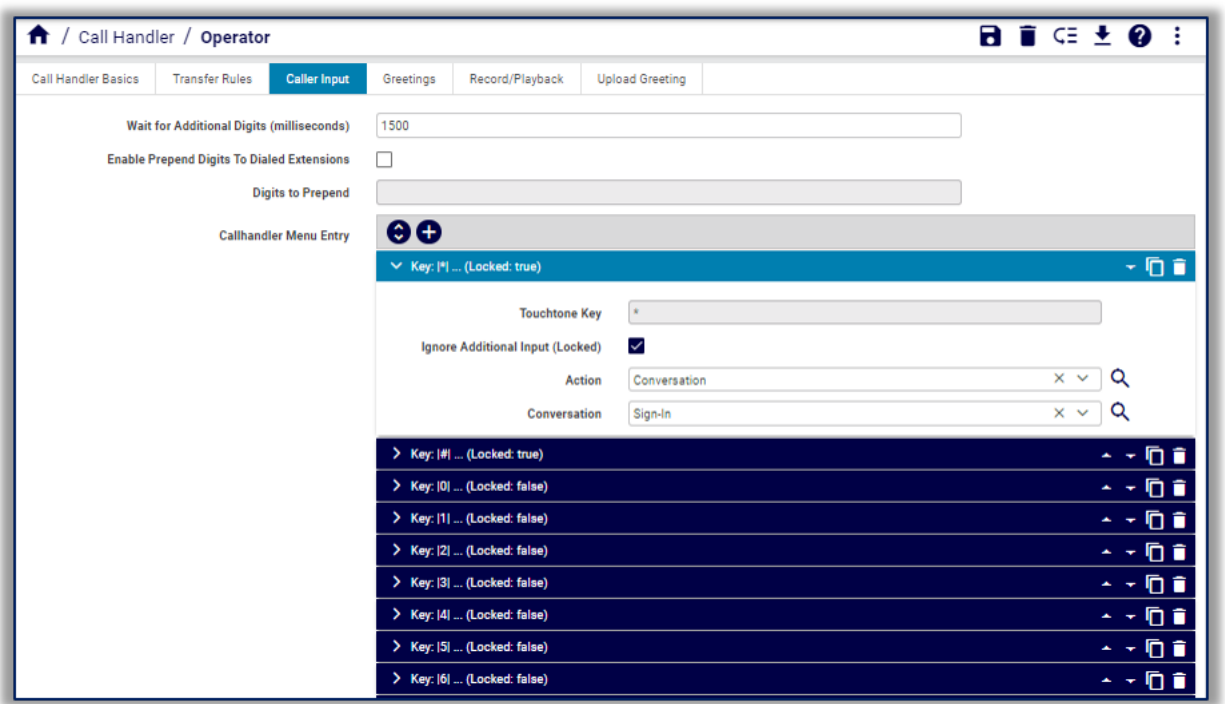 / Call Handler / Operator
Call Handler Basics Transfer Rules Caller Input Greetings Record/Playback Upload Greeting
Wait for Additional Digits (milliseconds) 1500
Enable Prepend Digits To Dialed Extensions
Digits to Prepend
Callhandler Menu Entry
Key: |*| ... (Locked: true)
Touchtone Key *
Ignore Additional Input (Locked)
Action Conversation
Conversation Sign-In
Key: |#| ... (Locked: true)
Key: |0| ... (Locked: false)
Key: |1| ... (Locked: false)
Key: |2| ... (Locked: false)
Key: |3| ... (Locked: false)
Key: |4| ... (Locked: false)
Key: |5| ... (Locked: false)
Key: |6| ... (Locked: false)